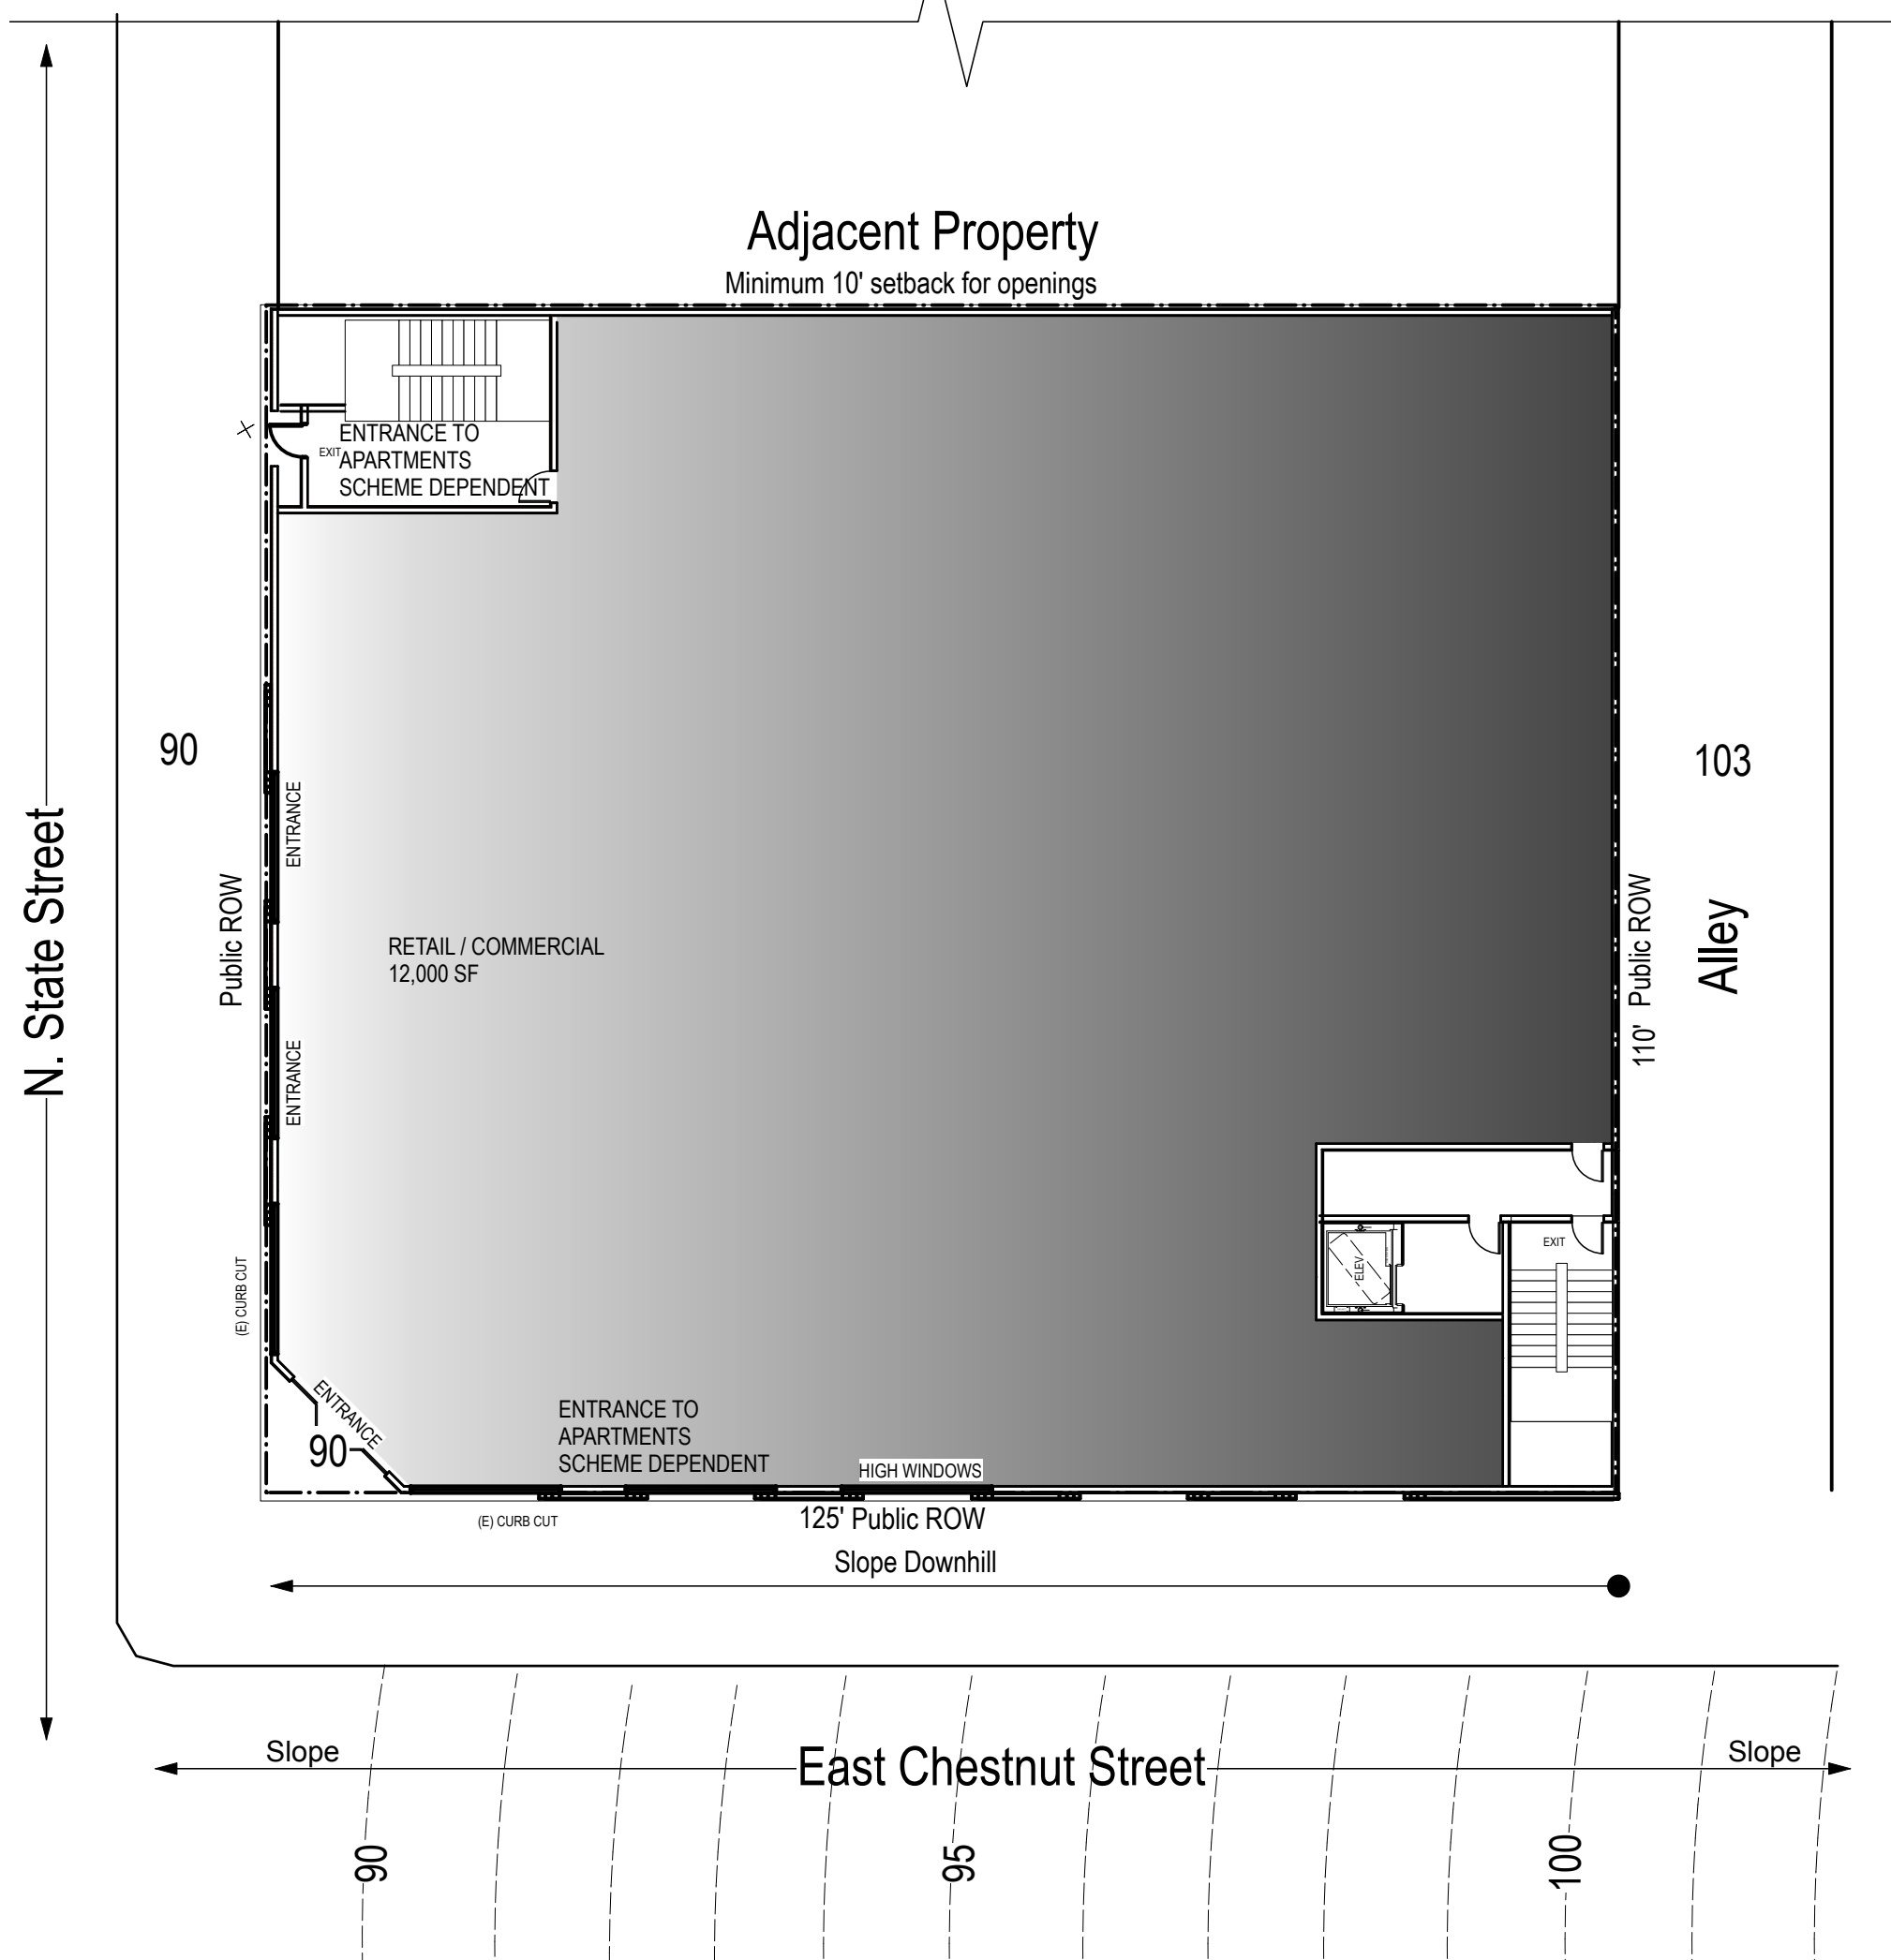 Adjacent Property
Minimum 10' setback for openings
ENTRANCE TO
APARTMENTS
SCHEME DEPENDENT
EXIT
90
103
N. State Street
Public ROW
ENTRANCE
ENTRANCE
RETAIL / COMMERCIAL
12,000 SF
110' Public ROW
Alley
(E) CURB CUT
ELEV
EXIT
ENTRANCE
90
ENTRANCE TO
APARTMENTS
SCHEME DEPENDENT
HIGH WINDOWS
(E) CURB CUT
125' Public ROW
Slope Downhill
Slope
East Chestnut Street
Slope
90
95
100